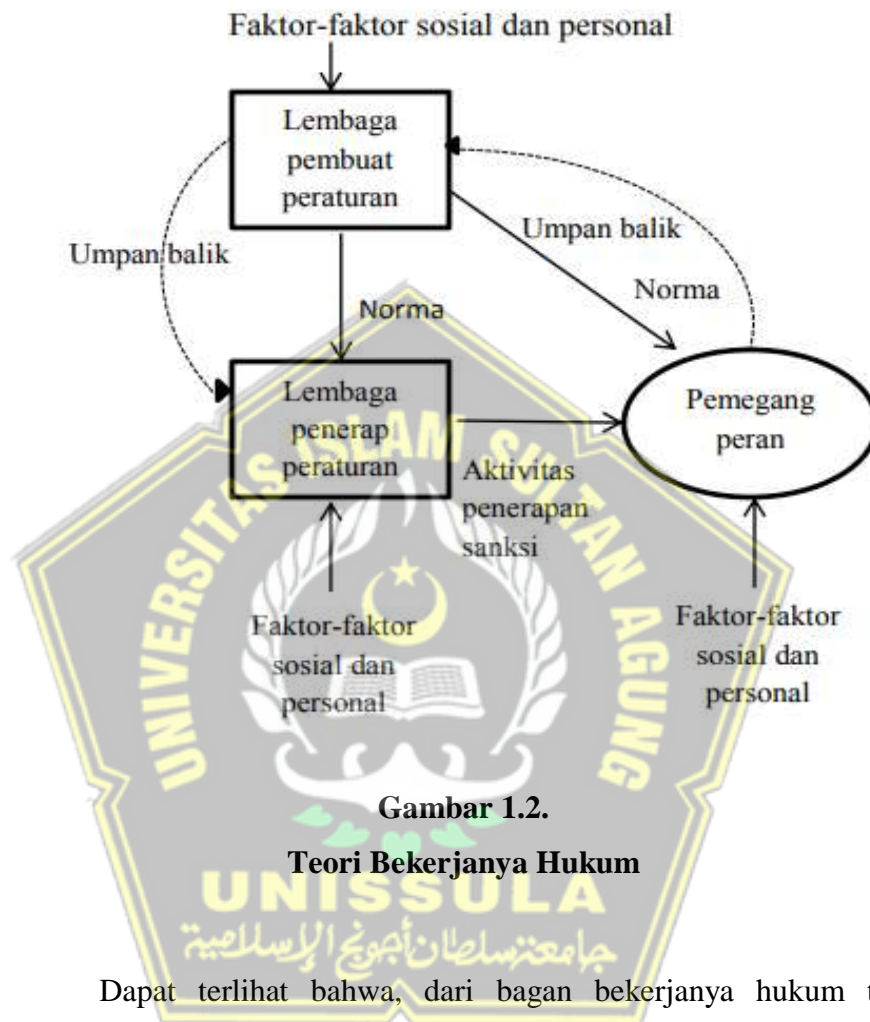 Faktor-faktor sosial dan personal
Lembaga
pembuat
peraturan
Umpan balik
Umpan balik
Norma
Norma
Lembaga
penerap
peraturan
Pemegang
peran
Aktivitas
penerapan
sanksi
Faktor-faktor
sosial dan
personal
Faktor-faktor
sosial dan
personal
UNIVERSITAS ISLAM SULTAN AGUNG
Gambar 1.2.
Teori Bekerjanya Hukum
UNISSULA
جامعة سلطان أجونج الإسلامية
Dapat terlihat bahwa, dari bagan bekerjanya hukum t